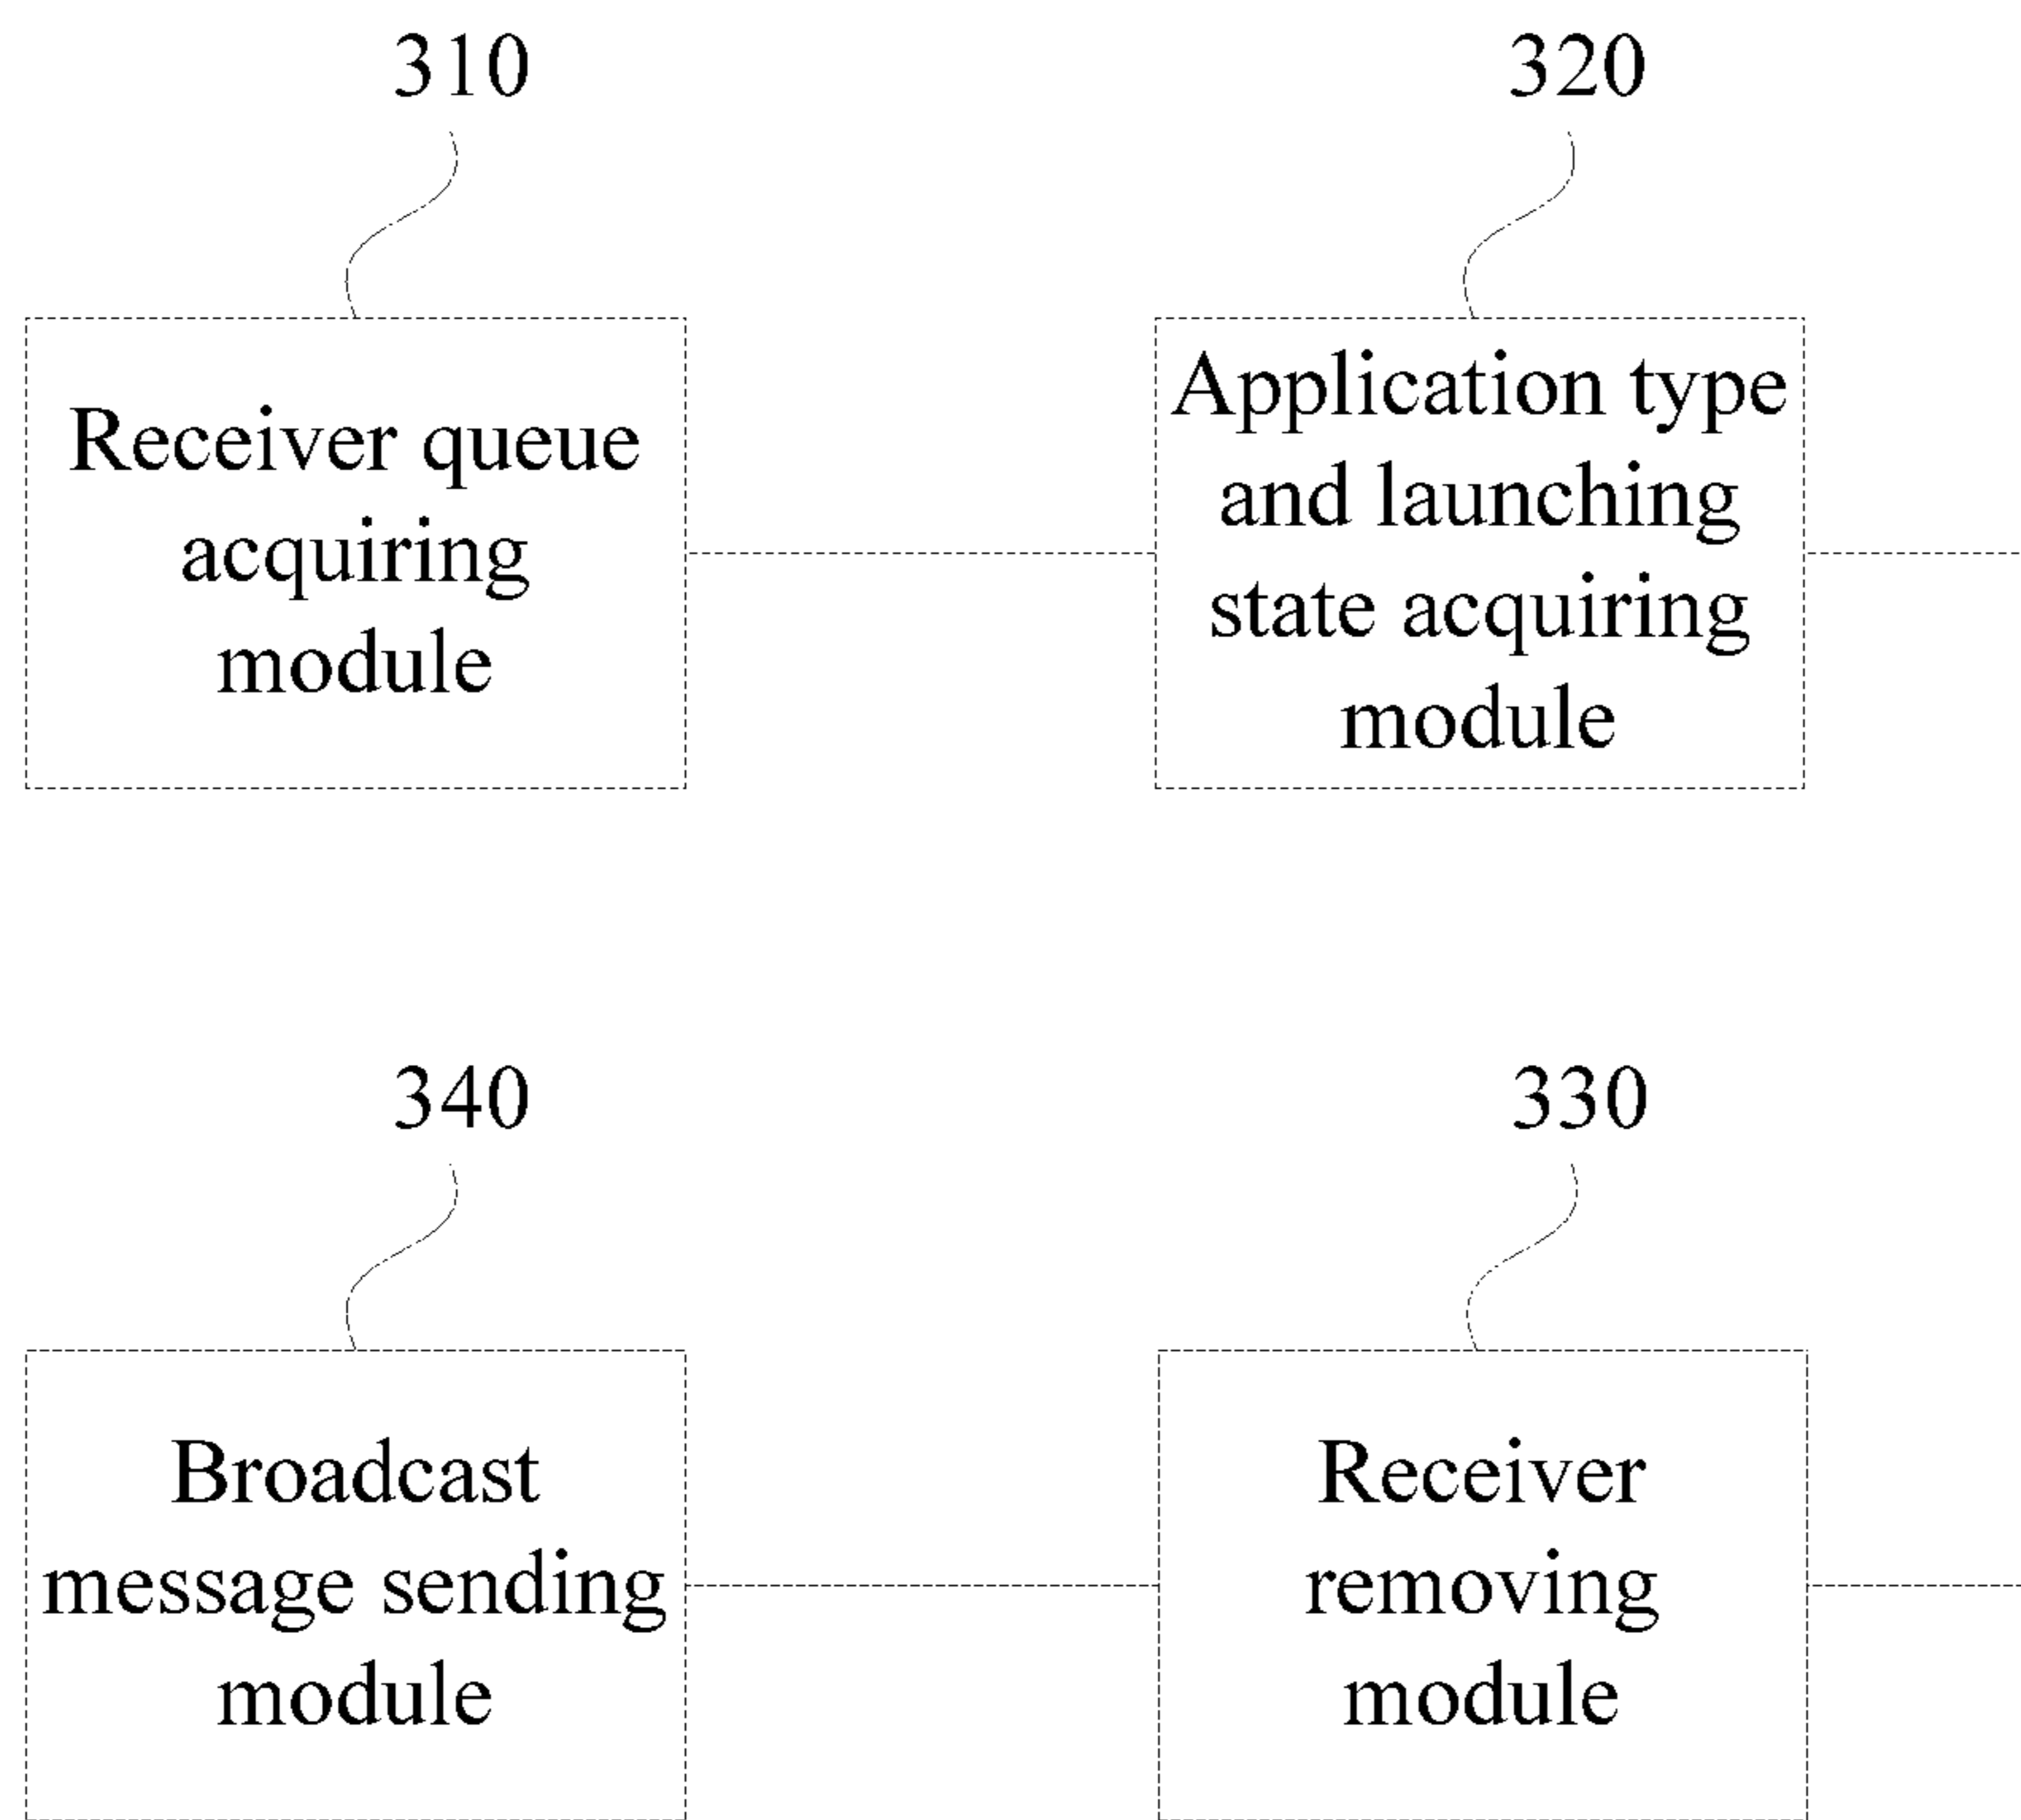 310
320
Receiver queue
acquiring
module
Application type
and launching
state acquiring
module
340
330
Broadcast
message sending
module
Receiver
removing
module